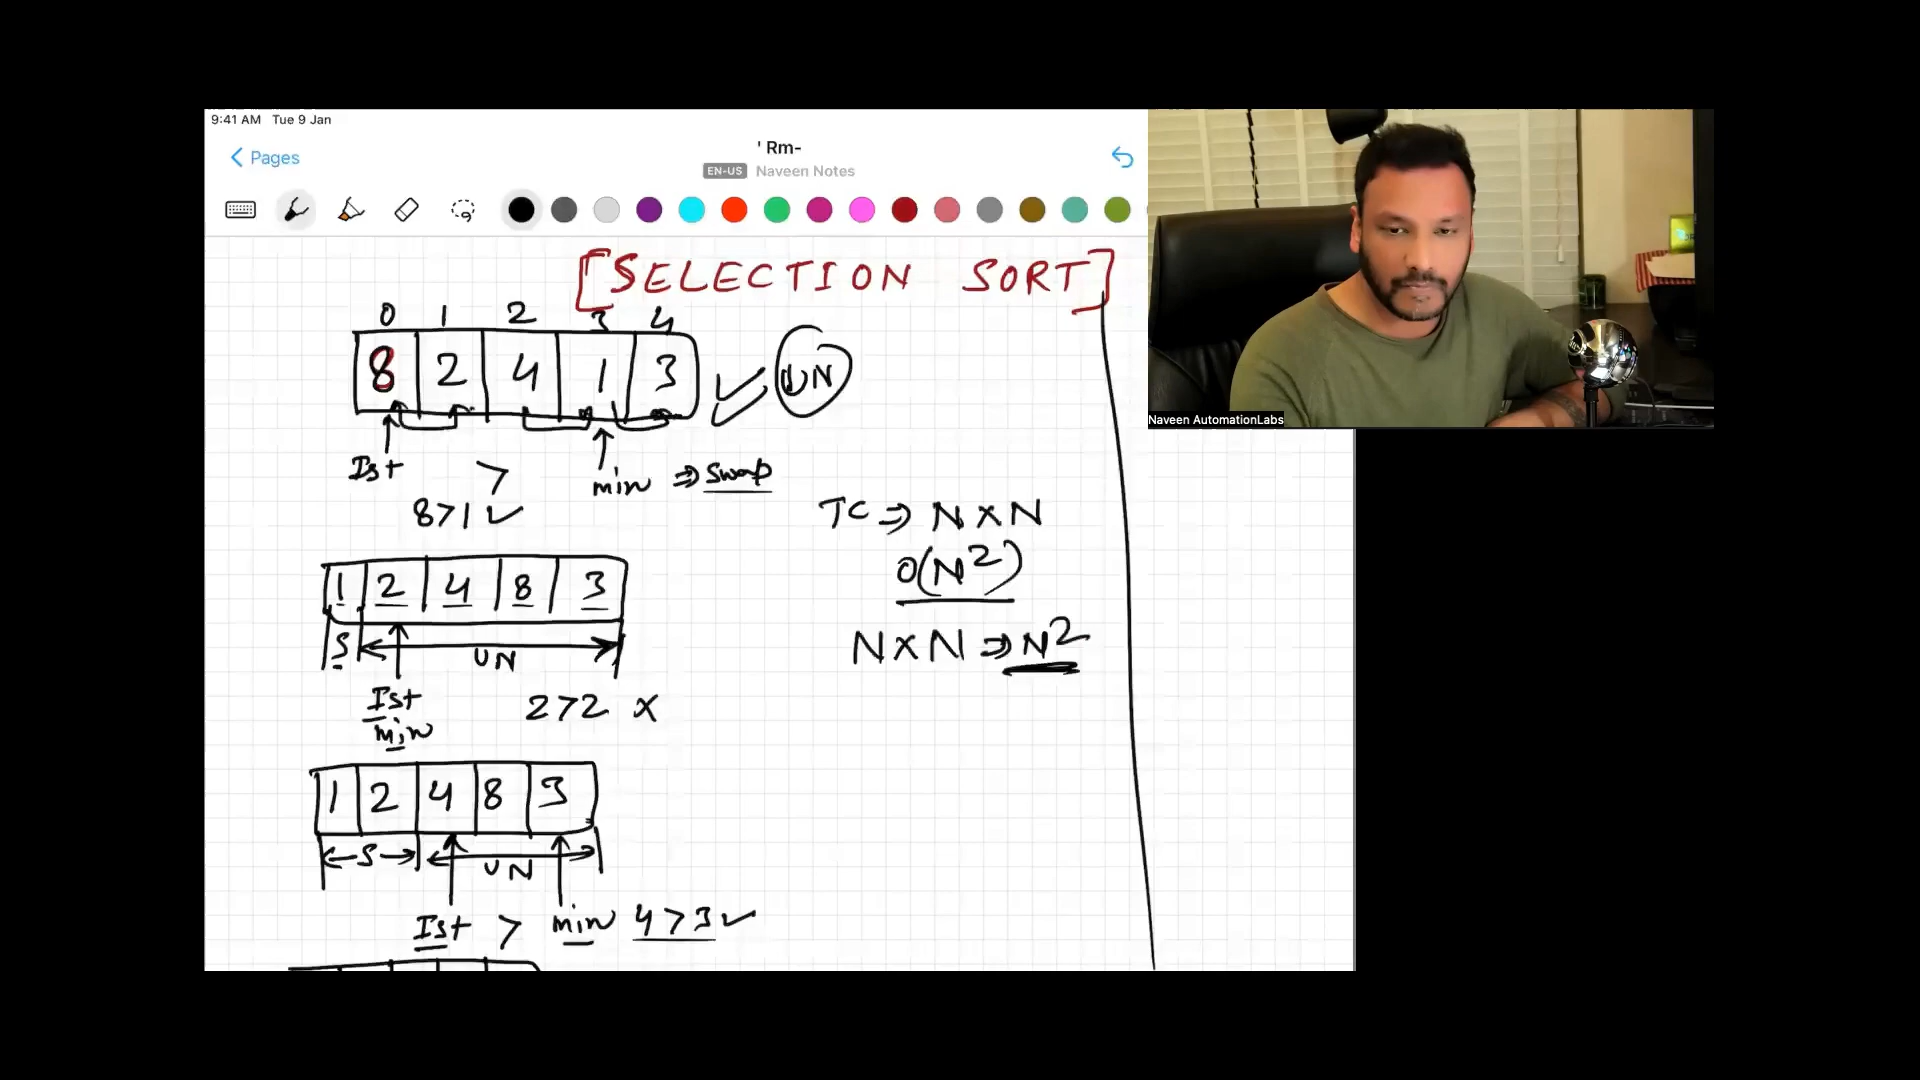 9:41 AM Tue 9 Jan
Pages
' Rm-
EN-US Naveen Notes
[SELECTION SORT]
0 1 2 3 4
8 2 4 1 3
UN
Ist > min ⇒ Swap
8>1 ✓
TC ⇒ N×N
O(N²)
N×N ⇒ N²
1 2 4 8 3
S UN
Ist
min
2>2 ×
1 2 4 8 3
S UN
Ist > min 4>3 ✓
Naveen AutomationLabs